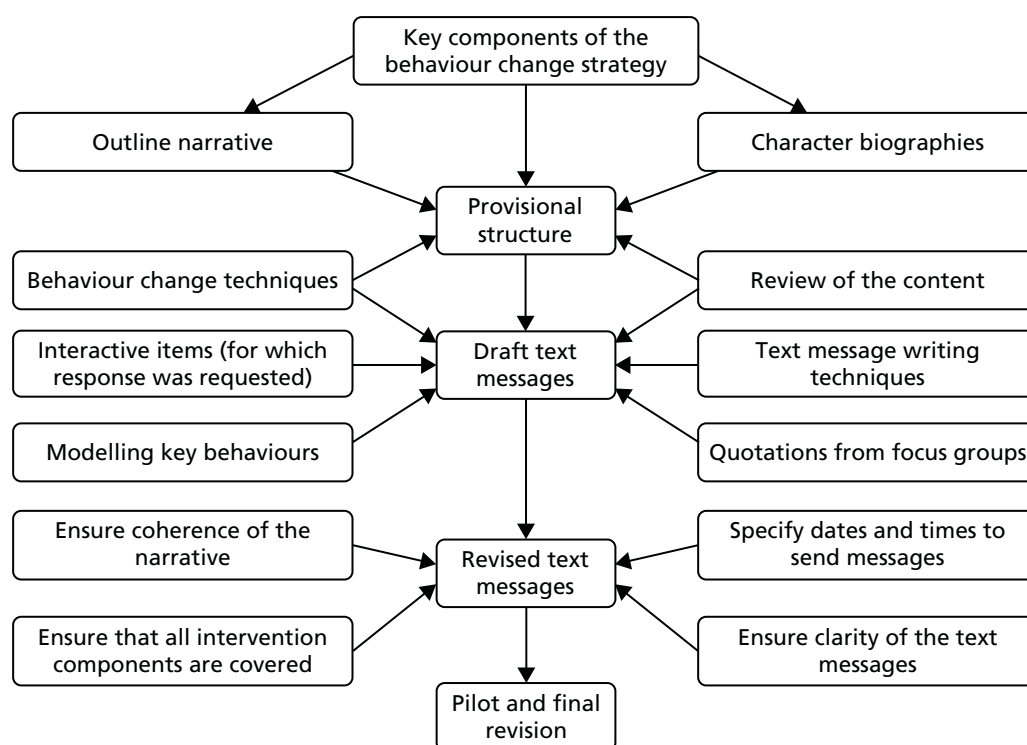 Key components of the
behaviour change strategy
Outline narrative
Character biographies
Provisional
structure
Behaviour change techniques
Review of the content
Interactive items (for which
response was requested)
Draft text
messages
Text message writing
techniques
Modelling key behaviours
Quotations from focus groups
Ensure coherence of the
narrative
Revised text
messages
Specify dates and times to
send messages
Ensure that all intervention
components are covered
Ensure clarity of the text
messages
Pilot and final
revision